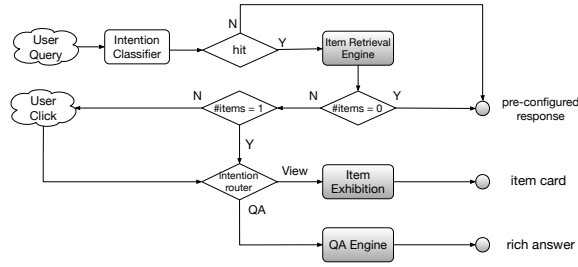 N
User
Query
Intention
Classifier
hit
Y
Item Retrieval
Engine
User
Click
N
#items = 1
N
#items = 0
Y
pre-configured
response
Y
Intention
router
View
Item
Exhibition
item card
QA
QA Engine
rich answer